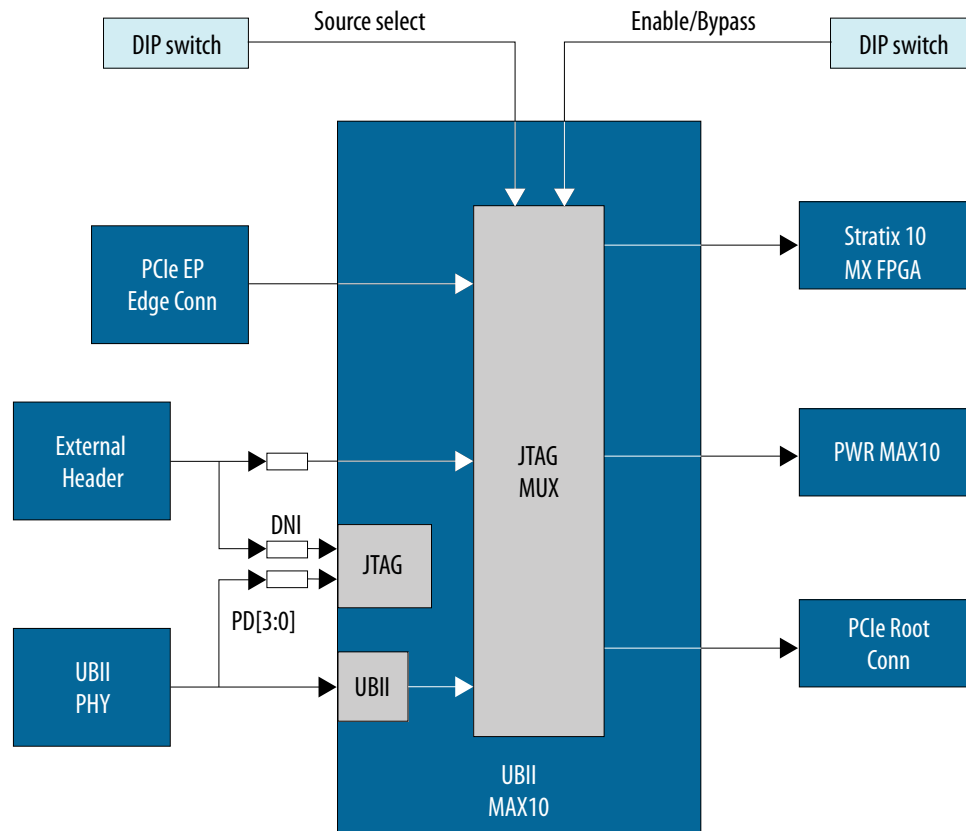 Source select
Enable/Bypass
DIP switch
DIP switch
PCIe EP
Edge Conn
Stratix 10
MX FPGA
External
Header
JTAG
MUX
PWR MAX10
DNI
JTAG
PD[3:0]
UBII
PHY
UBII
PCIe Root
Conn
UBII
MAX10